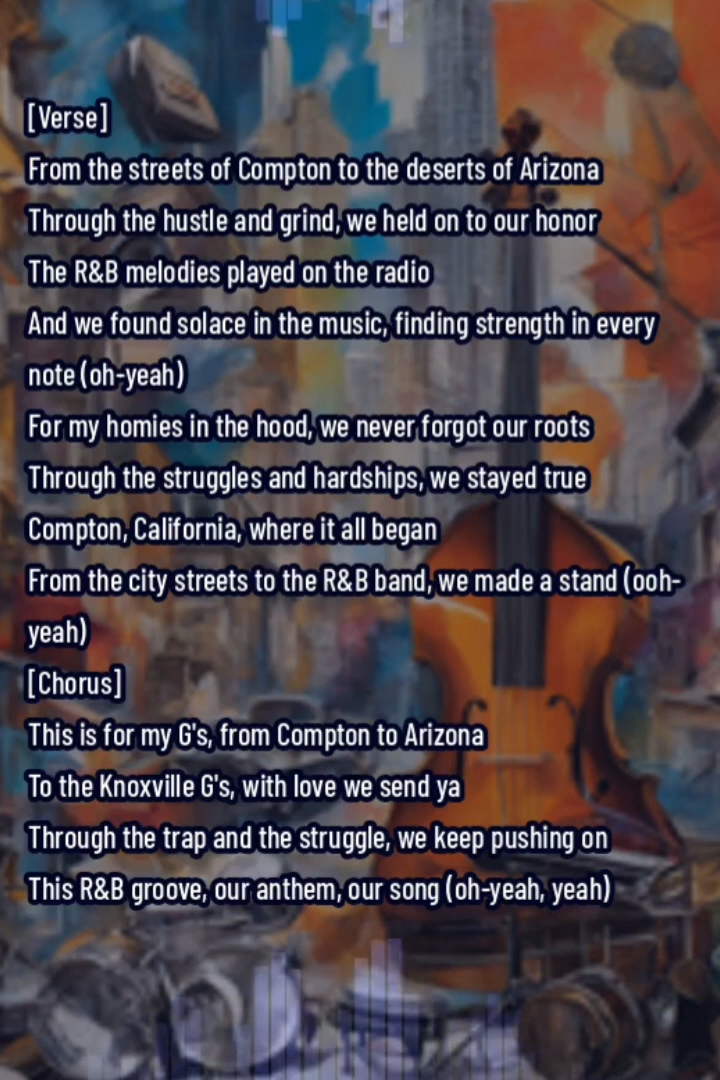 [Verse]
From the streets of Compton to the deserts of Arizona
Through the hustle and grind, we held on to our honor
The R&B melodies played on the radio
And we found solace in the music, finding strength in every
note (oh-yeah)
For my homies in the hood, we never forgot our roots
Through the struggles and hardships, we stayed true
Compton, California, where it all began
From the city streets to the R&B band, we made a stand (ooh-
yeah)
[Chorus]
This is for my G's, from Compton to Arizona
To the Knoxville G's, with love we send ya
Through the trap and the struggle, we keep pushing on
This R&B groove, our anthem, our song (oh-yeah, yeah)